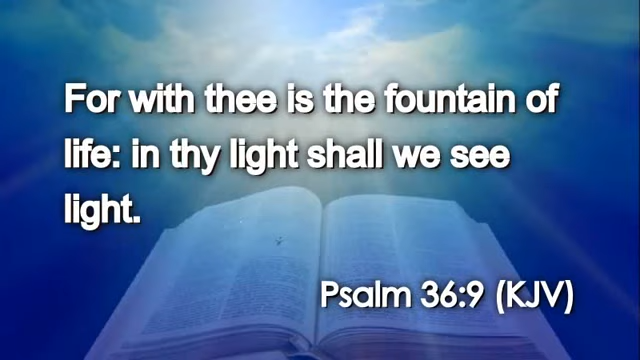 For with thee is the fountain of
life: in thy light shall we see
light.
Psalm 36:9 (KJV)